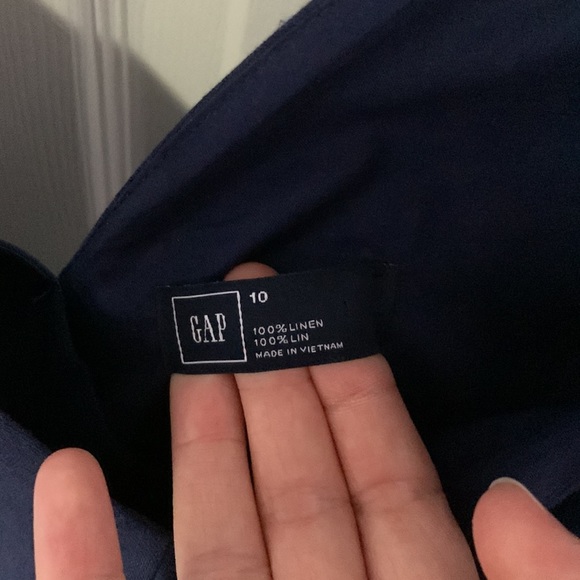 GAP
10
100% LINEN
100% LIN
MADE IN VIETNAM